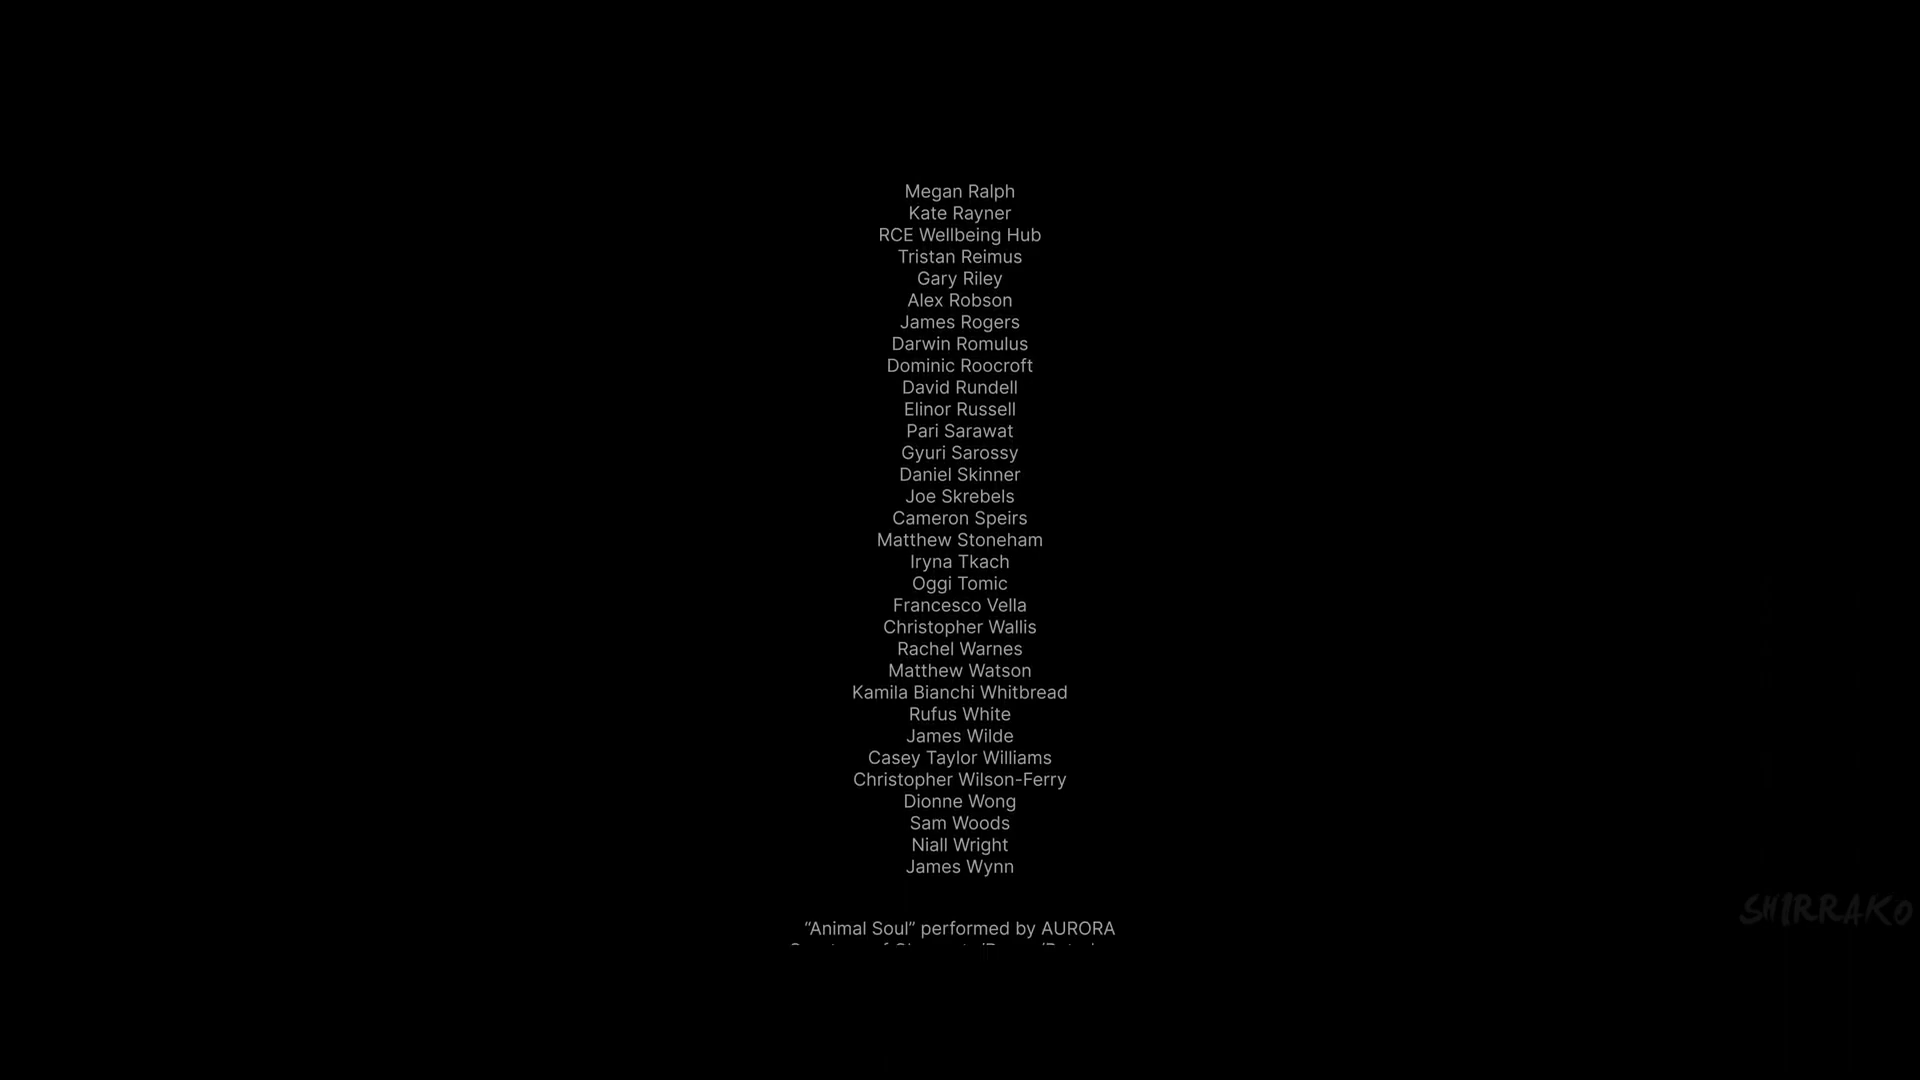 Megan Ralph
Kate Rayner
RCE Wellbeing Hub
Tristan Reimus
Gary Riley
Alex Robson
James Rogers
Darwin Romulus
Dominic Roocroft
David Rundell
Elinor Russell
Pari Sarawat
Gyuri Sarossy
Daniel Skinner
Joe Skrebels
Cameron Speirs
Matthew Stoneham
Iryna Tkach
Oggi Tomic
Francesco Vella
Christopher Wallis
Rachel Warnes
Matthew Watson
Kamila Bianchi Whitbread
Rufus White
James Wilde
Casey Taylor Williams
Christopher Wilson-Ferry
Dionne Wong
Sam Woods
Niall Wright
James Wynn
“Animal Soul” performed by AURORA
SHIRRAKO